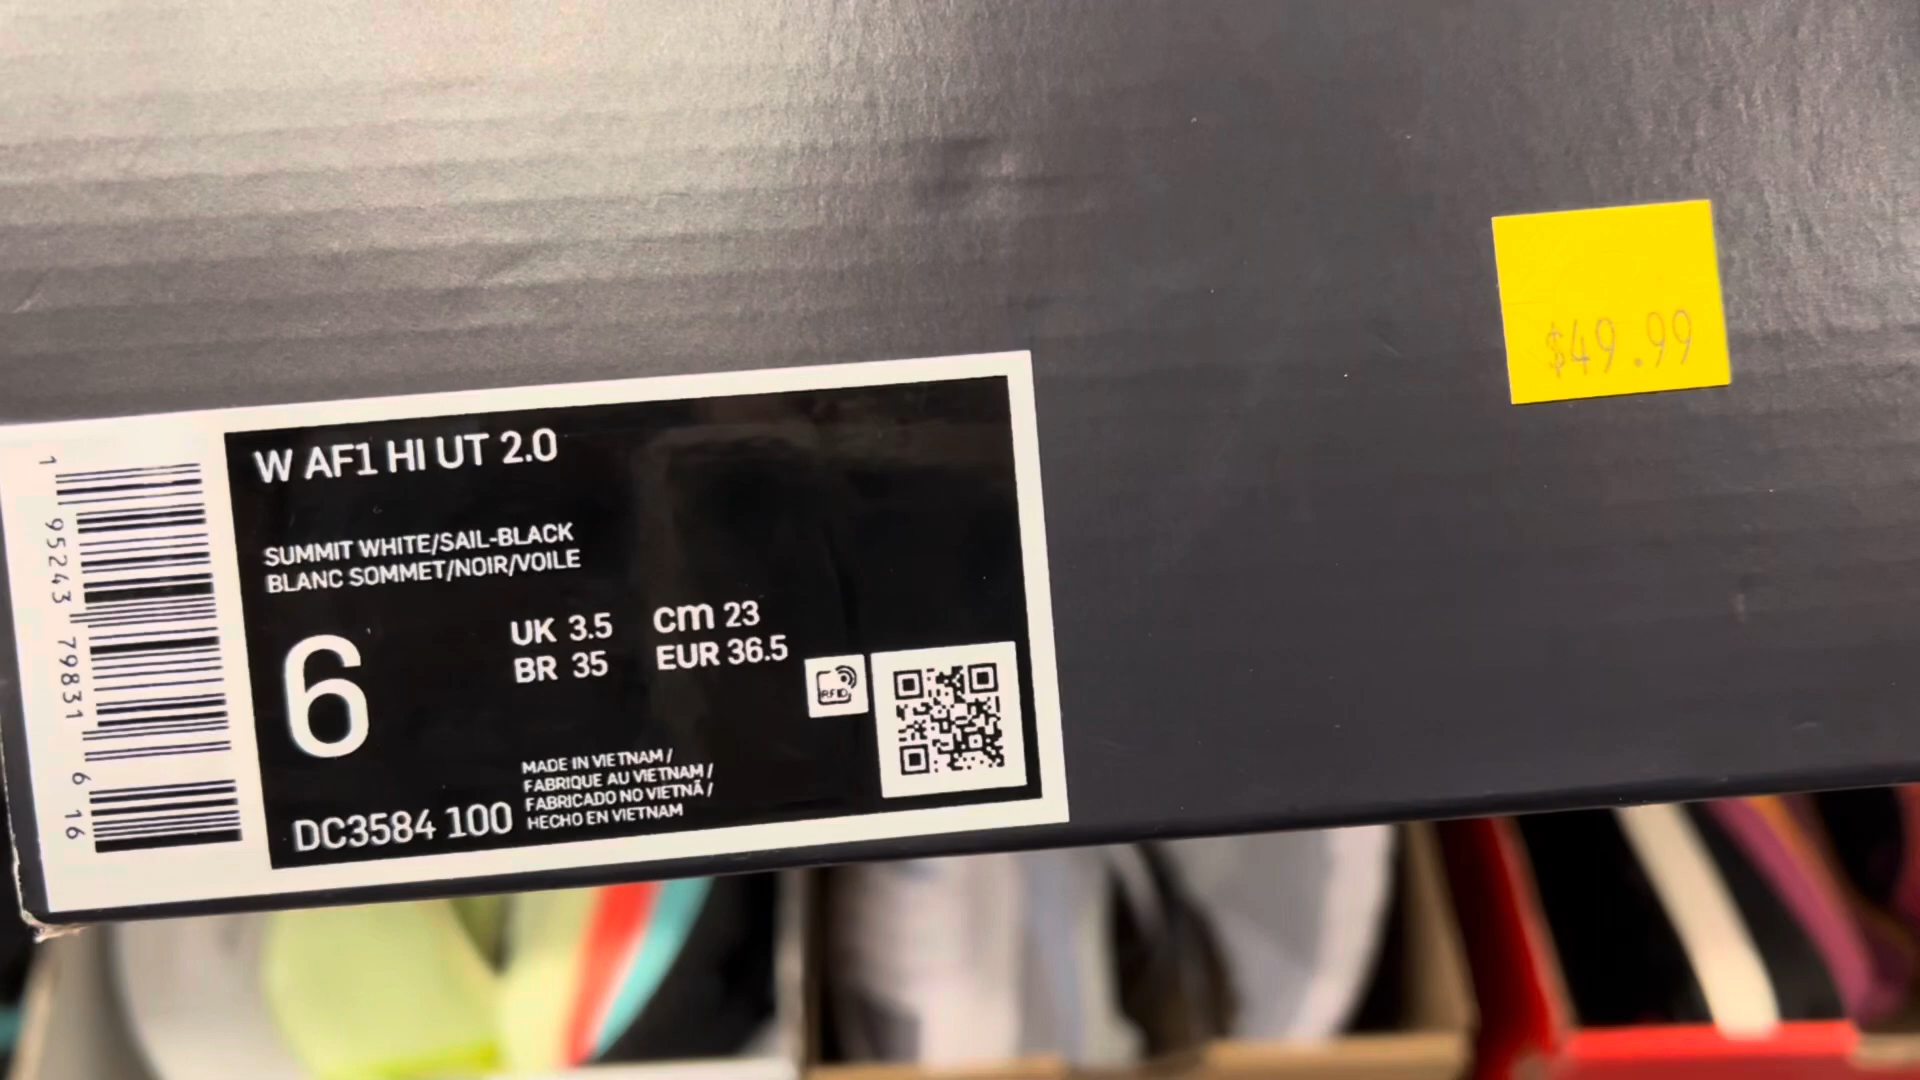 $49.99
W AF1 HI UT 2.0
SUMMIT WHITE/SAIL-BLACK
BLANC SOMMET/NOIR/VOILE
6
UK 3.5 cm 23
BR 35 EUR 36.5
RFID
MADE IN VIETNAM /
FABRIQUE AU VIETNAM /
FABRICADO NO VIETNÃ /
HECHO EN VIETNAM
DC3584 100
1 95243 79831 6 16